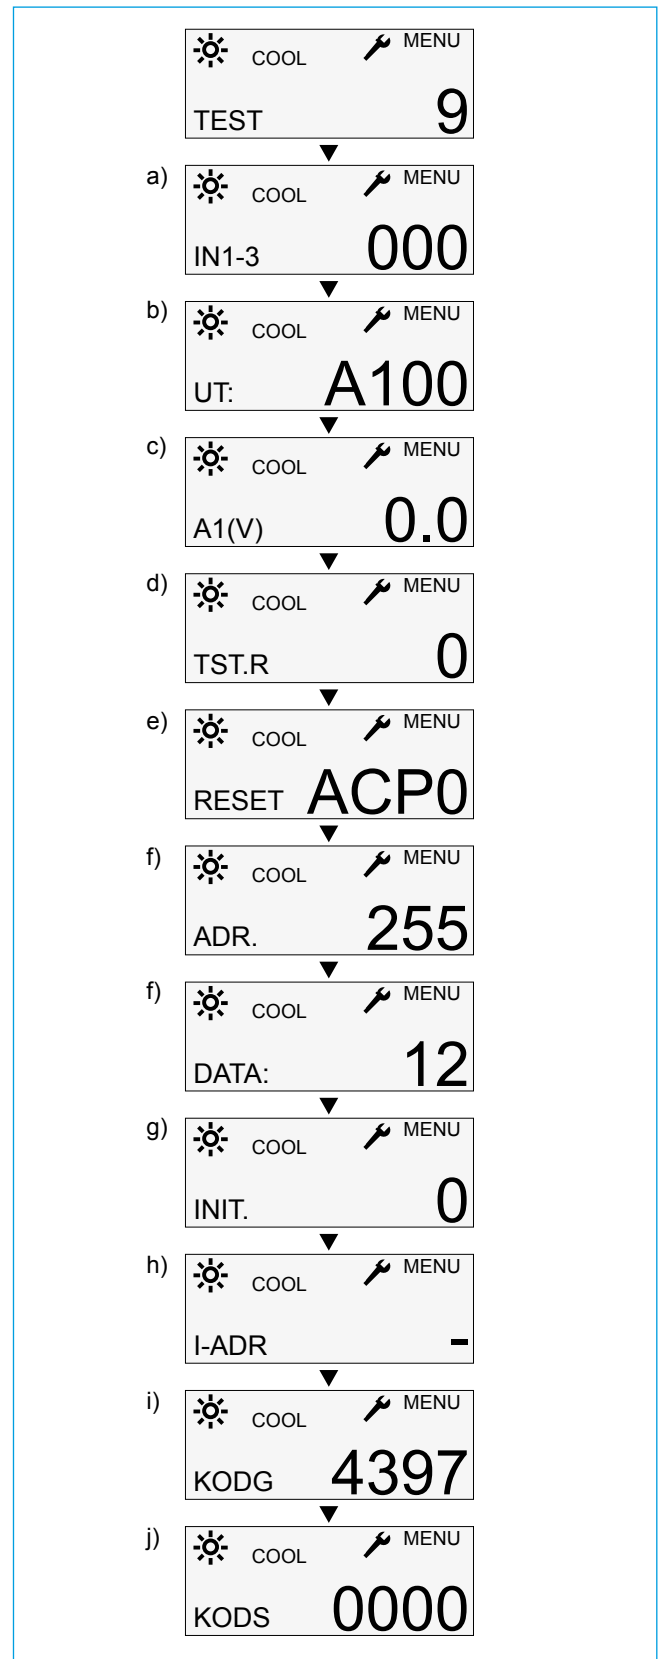 COOL MENU
TEST 9
a) COOL MENU
IN1-3 000
b) COOL MENU
UT: A100
c) COOL MENU
A1(V) 0.0
d) COOL MENU
TST.R 0
e) COOL MENU
RESET ACP0
f) COOL MENU
ADR. 255
f) COOL MENU
DATA: 12
g) COOL MENU
INIT. 0
h) COOL MENU
I-ADR -
i) COOL MENU
KODG 4397
j) COOL MENU
KODS 0000